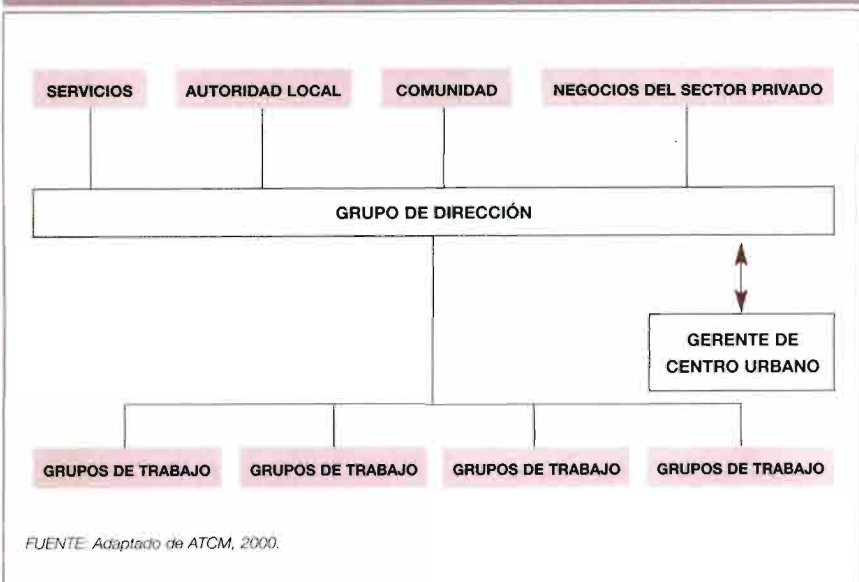 SERVICIOS
AUTORIDAD LOCAL
COMUNIDAD
NEGOCIOS DEL SECTOR PRIVADO
GRUPO DE DIRECCIÓN
GERENTE DE
CENTRO URBANO
GRUPOS DE TRABAJO
GRUPOS DE TRABAJO
GRUPOS DE TRABAJO
GRUPOS DE TRABAJO
FUENTE: Adaptado de ATCM, 2000.